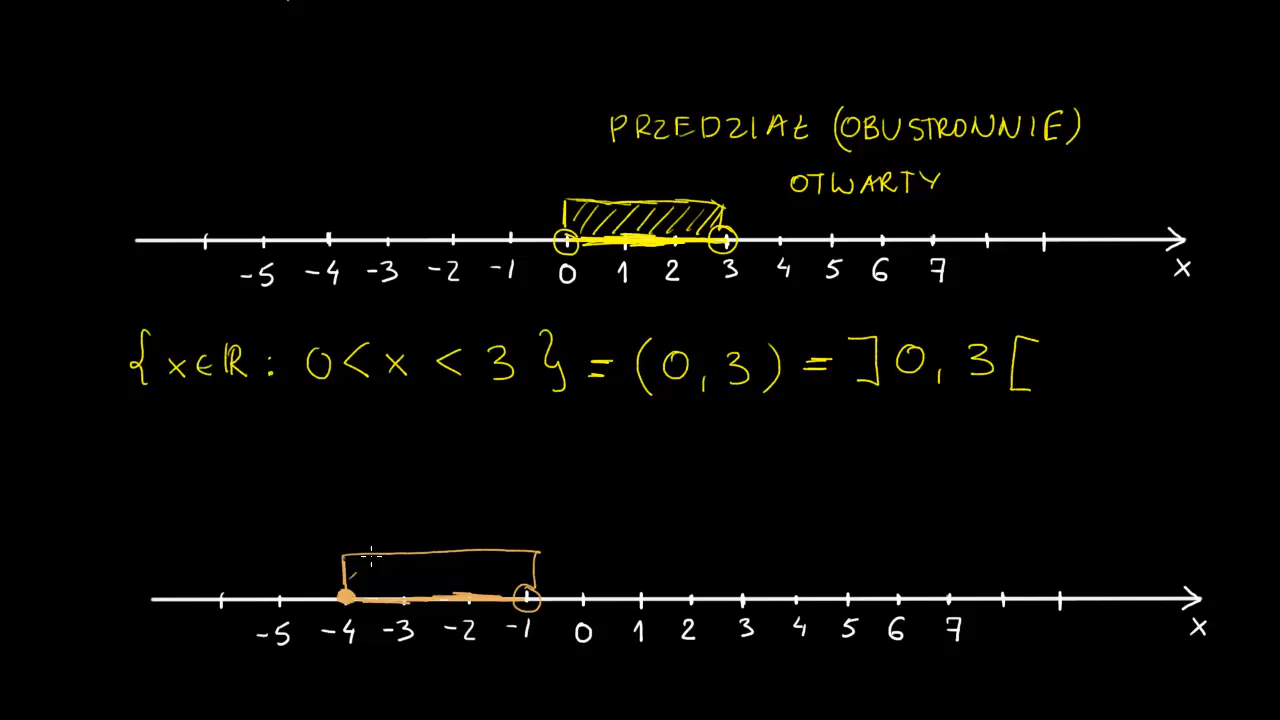 PRZEDZIAŁ (OBUSTRONNIE)
OTWARTY
-5 -4 -3 -2 -1 0 1 2 3 4 5 6 7 x
{x∈ℝ: 0<x<3} = (0,3) = ]0,3[
-5 -4 -3 -2 -1 0 1 2 3 4 5 6 7 x